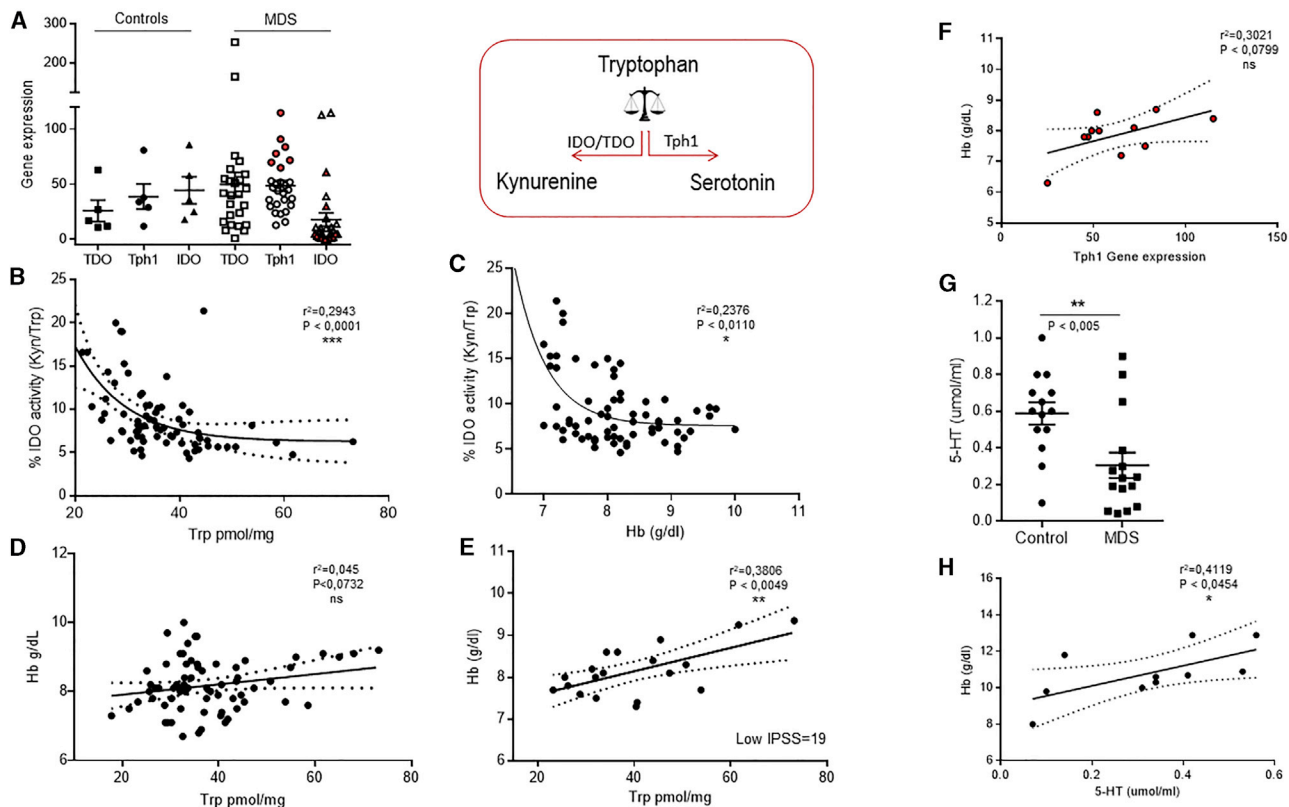 A
Controls
MDS
Gene expression
300
200
100
50
0
TDO
Tph1
IDO
TDO
Tph1
IDO
Tryptophan
IDO/TDO
Tph1
Kynurenine
Serotonin
F
r²=0,3021
P < 0,0799
ns
Hb (g/dL)
11
10
9
8
7
6
5
0
50
100
150
Tph1 Gene expression
B
r²=0,2943
P < 0,0001
***
% IDO activity (Kyn/Trp)
25
20
15
10
5
0
20
40
60
80
Trp pmol/mg
C
r²=0,2376
P < 0,0110
*
% IDO activity (Kyn/Trp)
25
20
15
10
5
0
7
8
9
10
11
Hb (g/dl)
G
**
P < 0,005
5-HT (umol/ml)
1.2
1.0
0.8
0.6
0.4
0.2
0.0
Control
MDS
D
r²=0,045
P<0,0732
ns
Hb g/dL
12
10
8
6
20
40
60
80
Trp pmol/mg
E
r²=0,3806
P < 0,0049
**
Hb (g/dl)
11
10
9
8
7
6
20
40
60
80
Low IPSS=19
Trp pmol/mg
H
r²=0,4119
P < 0,0454
*
Hb (g/dl)
16
14
12
10
8
6
0.0
0.2
0.4
0.6
5-HT (umol/ml)